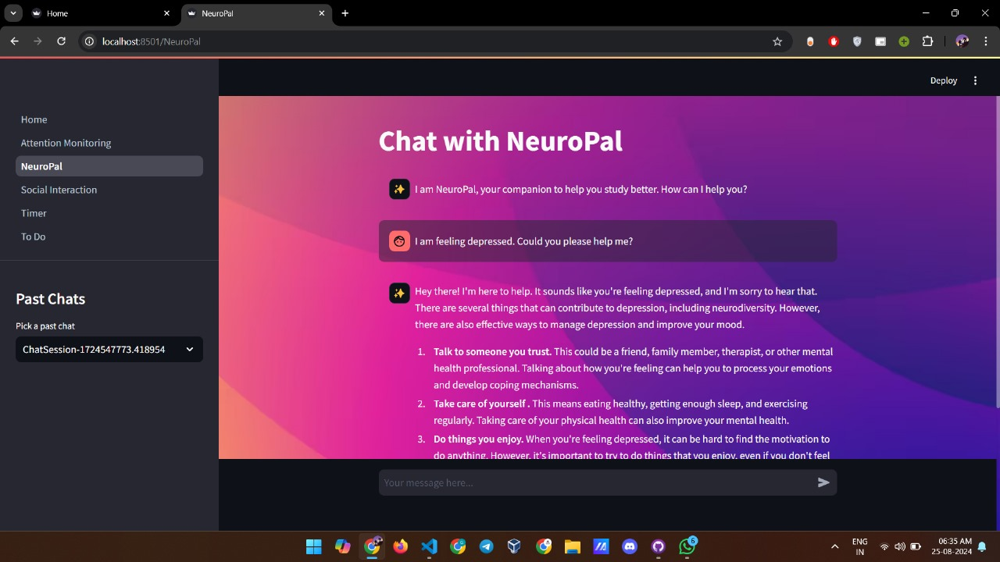 Home
NeuroPal
localhost:8501/NeuroPal
Deploy
Home
Attention Monitoring
NeuroPal
Social Interaction
Timer
To Do
Past Chats
Pick a past chat
ChatSession-1724547773.418954
Chat with NeuroPal
I am NeuroPal, your companion to help you study better. How can I help you?
I am feeling depressed. Could you please help me?
Hey there! I'm here to help. It sounds like you're feeling depressed, and I'm sorry to hear that.
There are several things that can contribute to depression, including neurodiversity. However,
there are also effective ways to manage depression and improve your mood.
1. Talk to someone you trust. This could be a friend, family member, therapist, or other mental
health professional. Talking about how you're feeling can help you to process your emotions
and develop coping mechanisms.
2. Take care of yourself . This means eating healthy, getting enough sleep, and exercising
regularly. Taking care of your physical health can also improve your mental health.
3. Do things you enjoy. When you're feeling depressed, it can be hard to find the motivation to
do anything. However, it's important to try to do things that you enjoy, even if you don't feel
Your message here...
6
ENG
IN
06:35 AM
25-08-2024